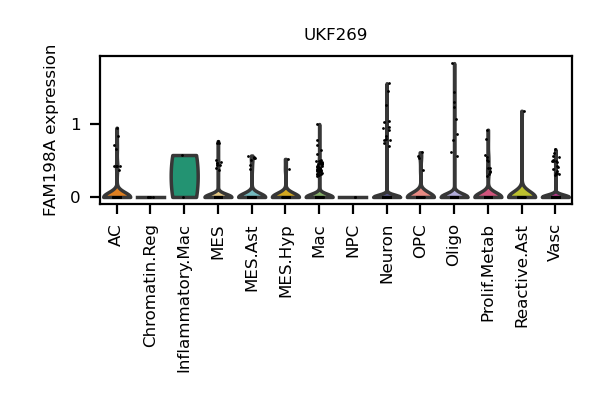 UKF269
FAM198A expression
1
0
AC
Chromatin.Reg
Inflammatory.Mac
MES
MES.Ast
MES.Hyp
Mac
NPC
Neuron
OPC
Oligo
Prolif.Metab
Reactive.Ast
Vasc